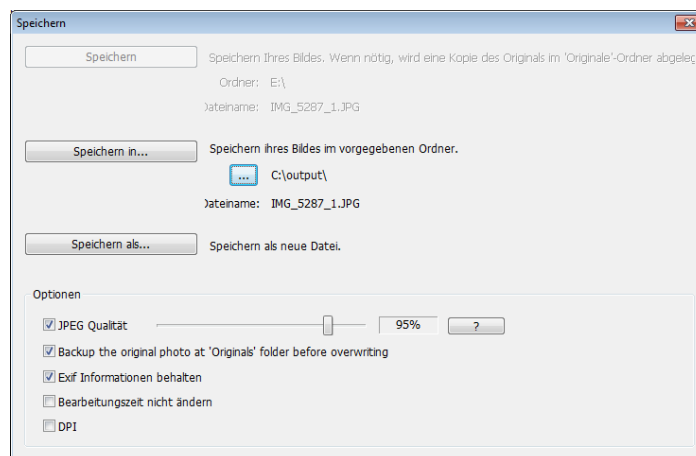 Speichern
Speichern Speichern Ihres Bildes. Wenn nötig, wird eine Kopie des Originals im 'Originale'-Ordner abgeleg
Ordner: E:\
Dateiname: IMG_5287_1.JPG
Speichern in... Speichern ihres Bildes im vorgegebenen Ordner.
... C:\output\
Dateiname: IMG_5287_1.JPG
Speichern als... Speichern als neue Datei.
Optionen
JPEG Qualität 95% ?
Backup the original photo at 'Originals' folder before overwriting
Exif Informationen behalten
Bearbeitungszeit nicht ändern
DPI